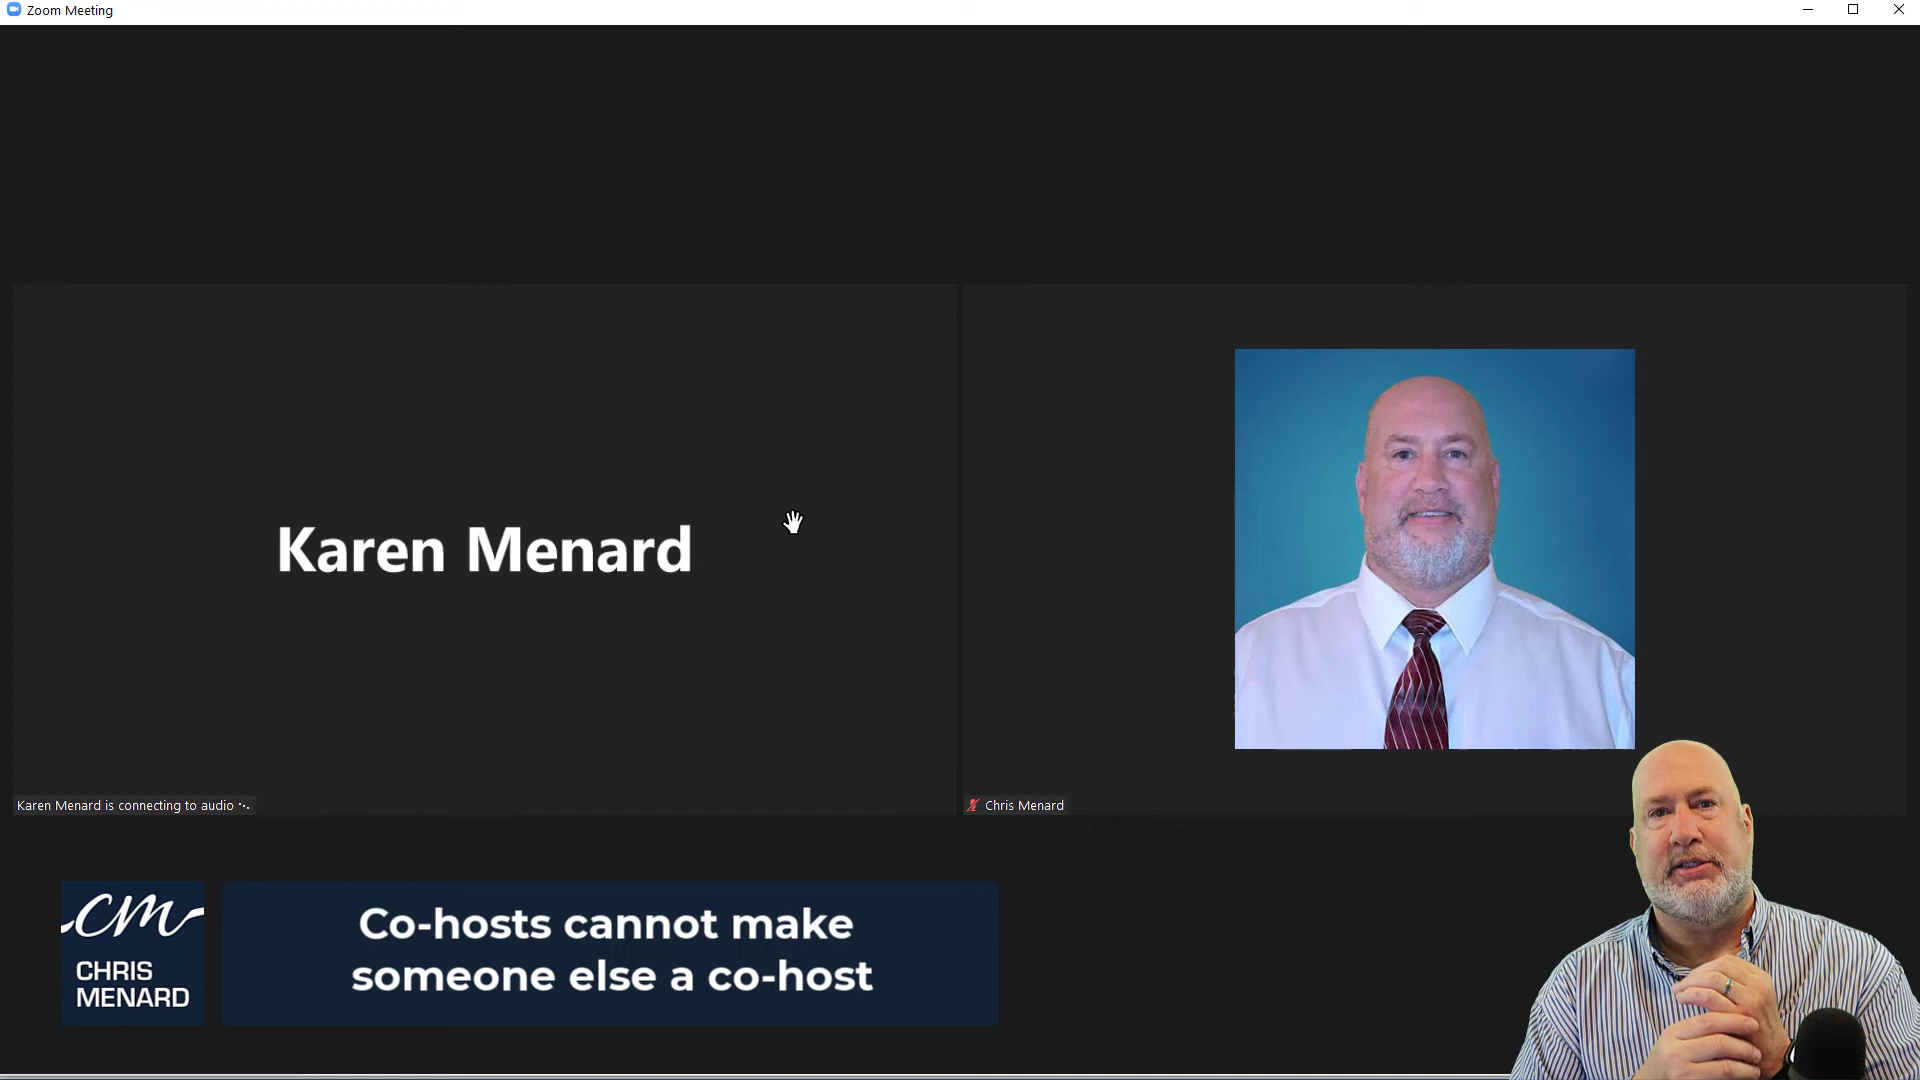 Zoom Meeting
Karen Menard
Karen Menard is connecting to audio
Chris Menard
CM
CHRIS
MENARD
Co-hosts cannot make
someone else a co-host